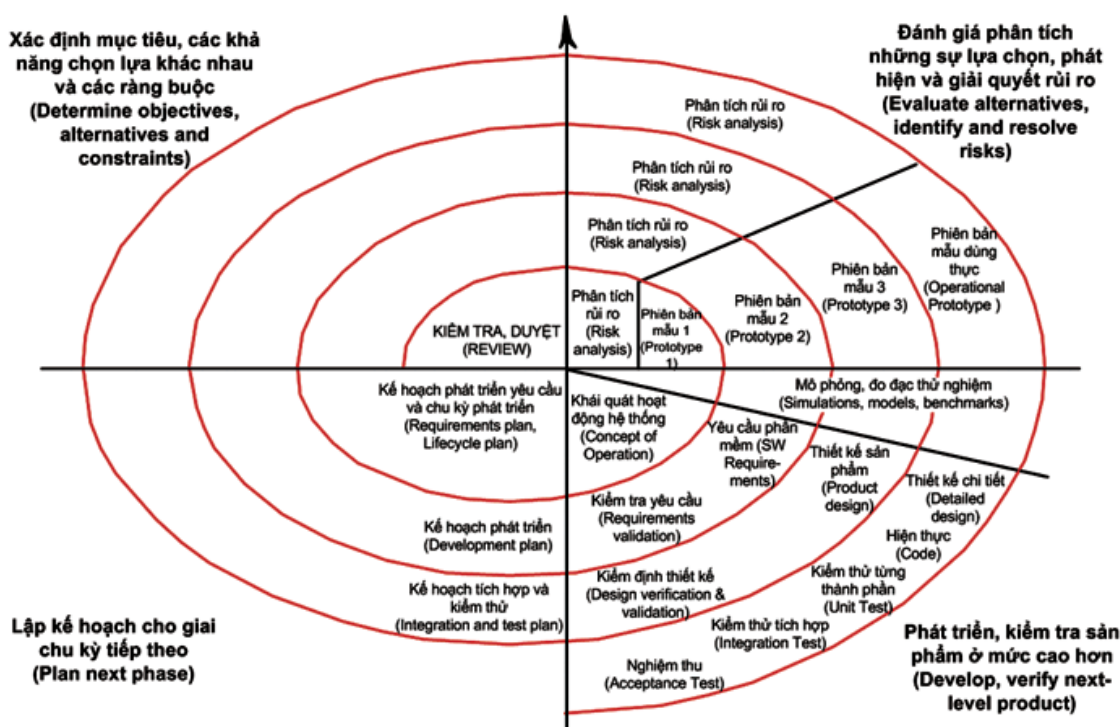 Xác định mục tiêu, các khả
năng chọn lựa khác nhau
và các ràng buộc
(Determine objectives,
alternatives and
constraints)
Đánh giá phân tích
những sự lựa chọn, phát
hiện và giải quyết rủi ro
(Evaluate alternatives,
identify and resolve
risks)
Phân tích rủi ro
(Risk analysis)
Phân tích rủi ro
(Risk analysis)
Phân tích rủi ro
(Risk analysis)
Phân tích
rủi ro
(Risk
analysis)
Phiên bản
mẫu 1
(Prototype
1)
Phiên bản
mẫu 2
(Prototype 2)
Phiên bản
mẫu 3
(Prototype 3)
Phiên bản
mẫu dùng
thực
(Operational
Prototype )
KIỂM TRA, DUYỆT
(REVIEW)
Kế hoạch phát triển yêu cầu
và chu kỳ phát triển
(Requirements plan,
Lifecycle plan)
Khái quát hoạt
động hệ thống
(Concept of
Operation)
Mô phỏng, đo đạc thử nghiệm
(Simulations, models, benchmarks)
Yêu cầu phần
mềm (SW
Require-
ments)
Thiết kế sản
phẩm
(Product
design)
Thiết kế chi tiết
(Detailed
design)
Kế hoạch phát triển
(Development plan)
Kiểm tra yêu cầu
(Requirements
validation)
Hiện thực
(Code)
Kế hoạch tích hợp và
kiểm thử
(Integration and test plan)
Kiểm định thiết kế
(Design verification &
validation)
Kiểm thử từng
thành phần
(Unit Test)
Kiểm thử tích hợp
(Integration Test)
Nghiệm thu
(Acceptance Test)
Lập kế hoạch cho giai
chu kỳ tiếp theo
(Plan next phase)
Phát triển, kiểm tra sản
phẩm ở mức cao hơn
(Develop, verify next-
level product)